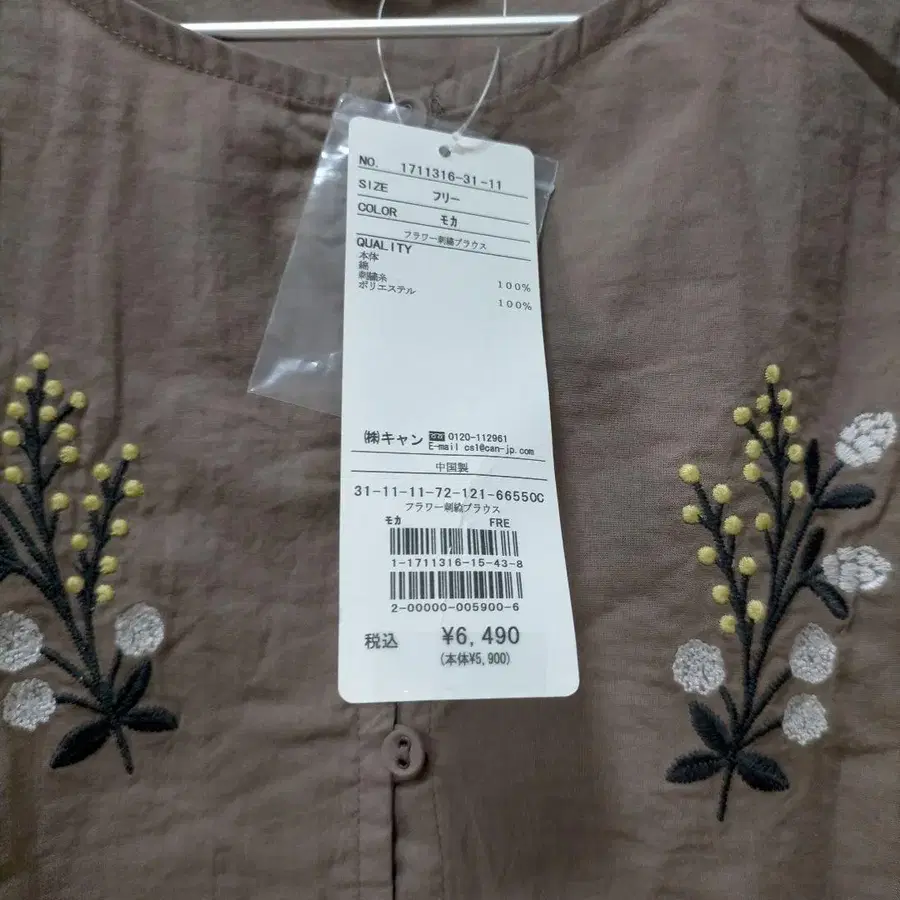 NO. 1711316-31-11
SIZE フリー
COLOR モカ
フラワー刺繍ブラウス
QUALITY
本体
綿 100%
刺繍糸
ポリエステル 100%
㈱キャン 0120-112961
E-mail cs1@can-jp.com
中国製
31-11-11-72-121-66550C
フラワー刺繍ブラウス
モカ FRE
1-1711316-15-43-8
2-00000-005900-6
税込 ¥6,490
(本体¥5,900)